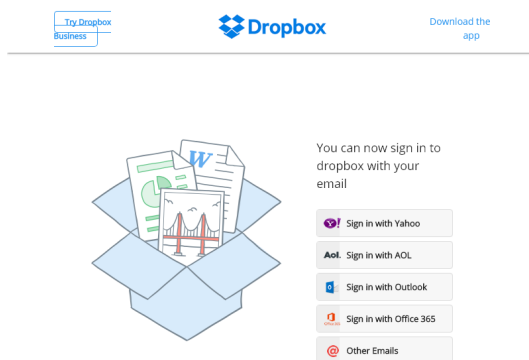 Try Dropbox
Business
Dropbox
Download the
app
W
You can now sign in to
dropbox with your
email
Y! Sign in with Yahoo
Aol. Sign in with AOL
Sign in with Outlook
Sign in with Office 365
@ Other Emails